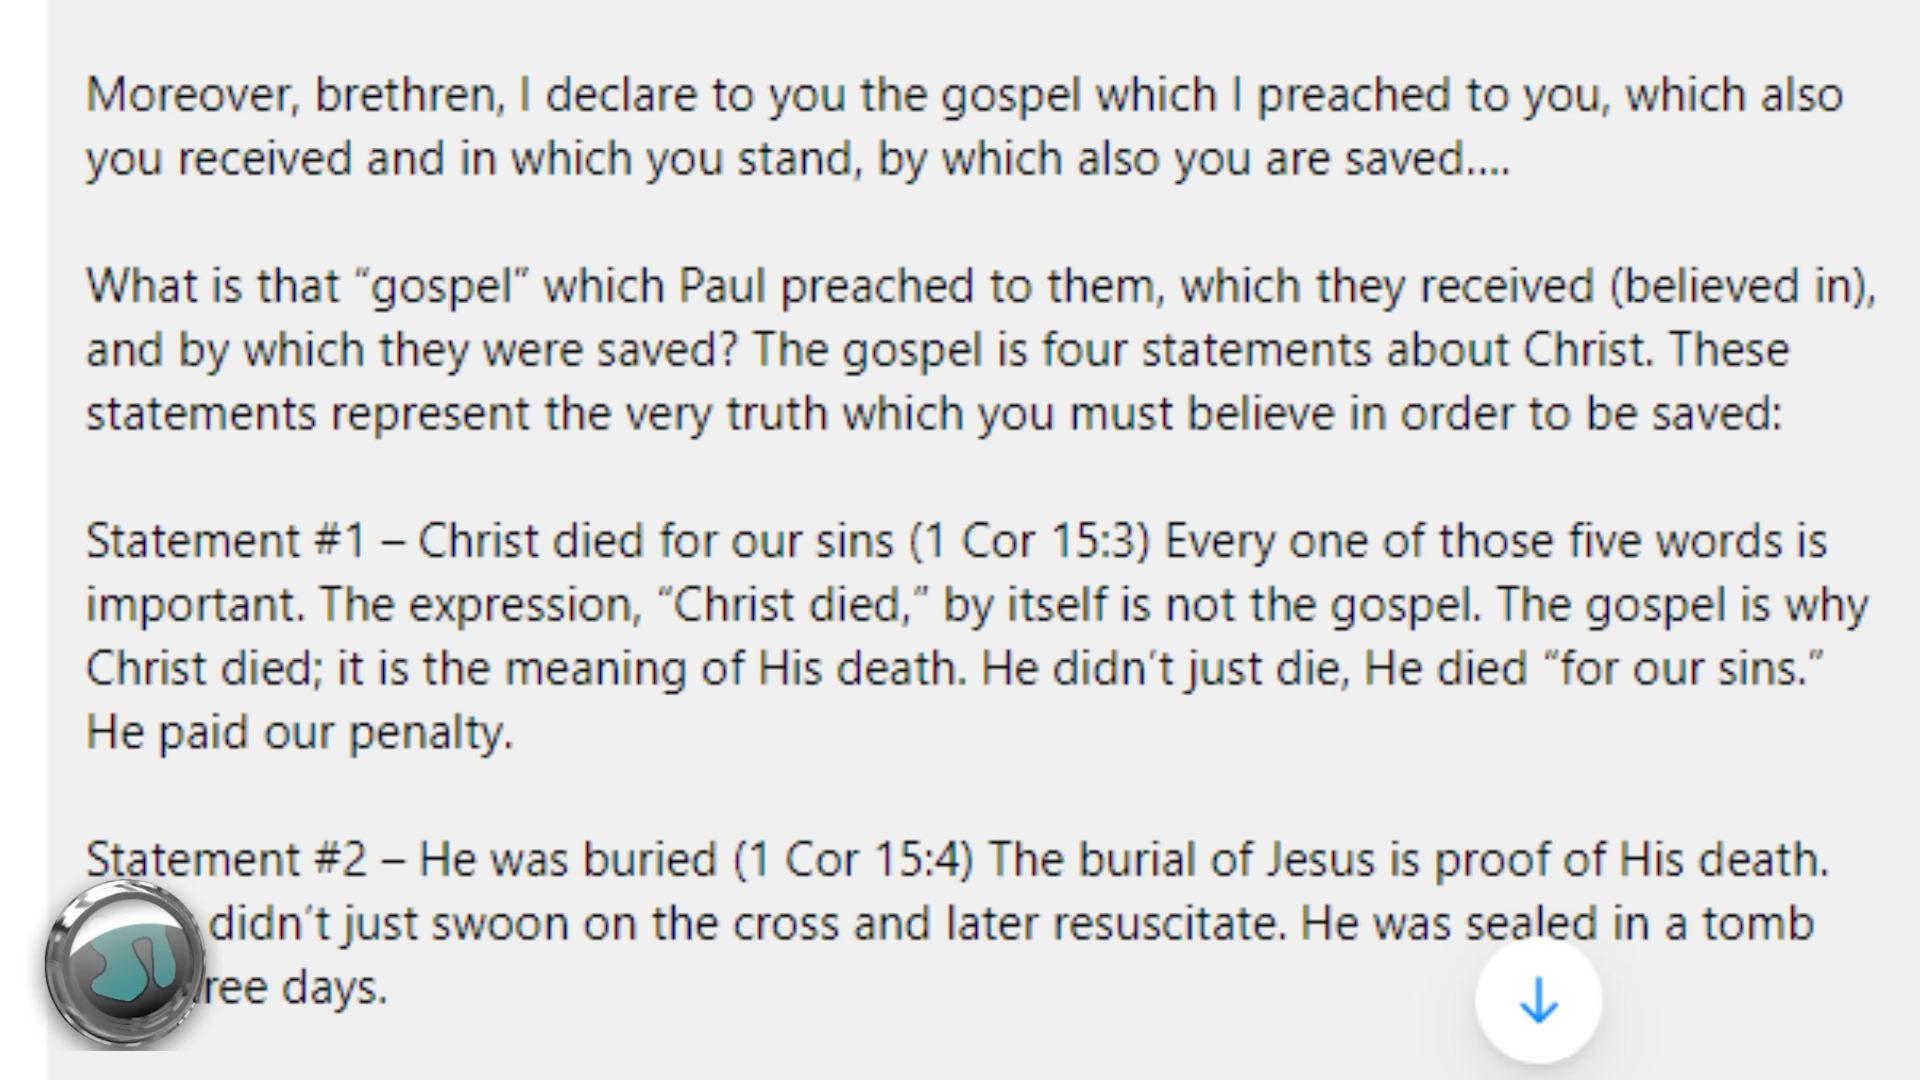 Moreover, brethren, I declare to you the gospel which I preached to you, which also
you received and in which you stand, by which also you are saved....
What is that “gospel” which Paul preached to them, which they received (believed in),
and by which they were saved? The gospel is four statements about Christ. These
statements represent the very truth which you must believe in order to be saved:
Statement #1 – Christ died for our sins (1 Cor 15:3) Every one of those five words is
important. The expression, “Christ died,” by itself is not the gospel. The gospel is why
Christ died; it is the meaning of His death. He didn’t just die, He died “for our sins.”
He paid our penalty.
Statement #2 – He was buried (1 Cor 15:4) The burial of Jesus is proof of His death.
didn’t just swoon on the cross and later resuscitate. He was sealed in a tomb
days.